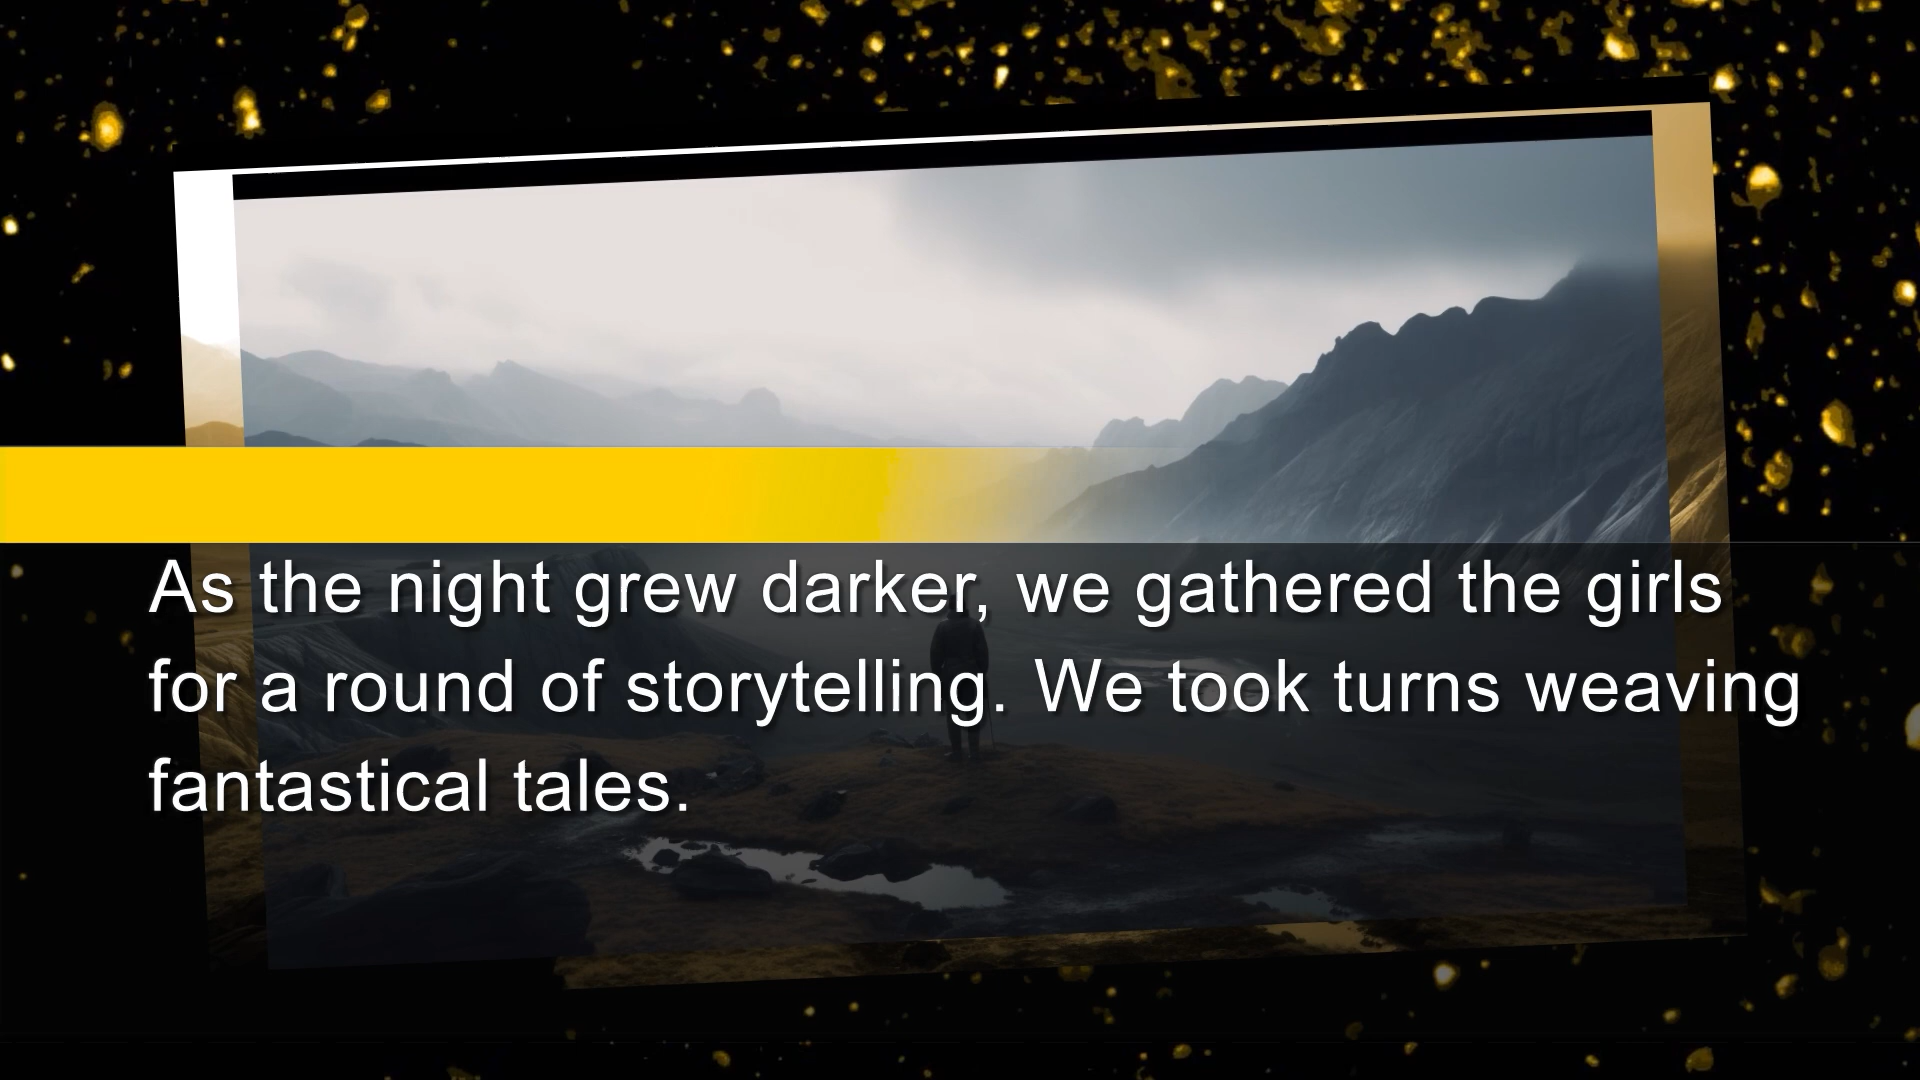 As the night grew darker, we gathered the girls
for a round of storytelling. We took turns weaving
fantastical tales.